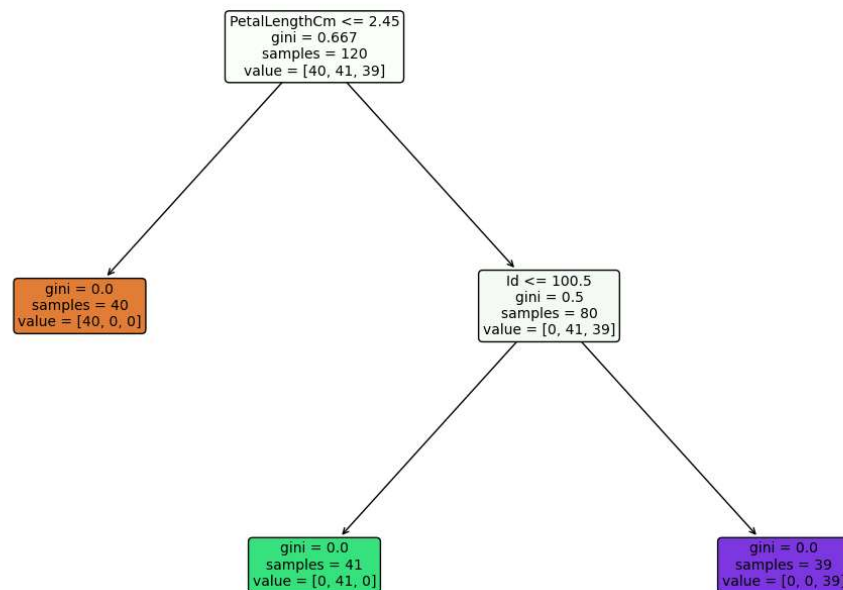 PetalLengthCm <= 2.45
gini = 0.667
samples = 120
value = [40, 41, 39]
gini = 0.0
samples = 40
value = [40, 0, 0]
Id <= 100.5
gini = 0.5
samples = 80
value = [0, 41, 39]
gini = 0.0
samples = 41
value = [0, 41, 0]
gini = 0.0
samples = 39
value = [0, 0, 39]